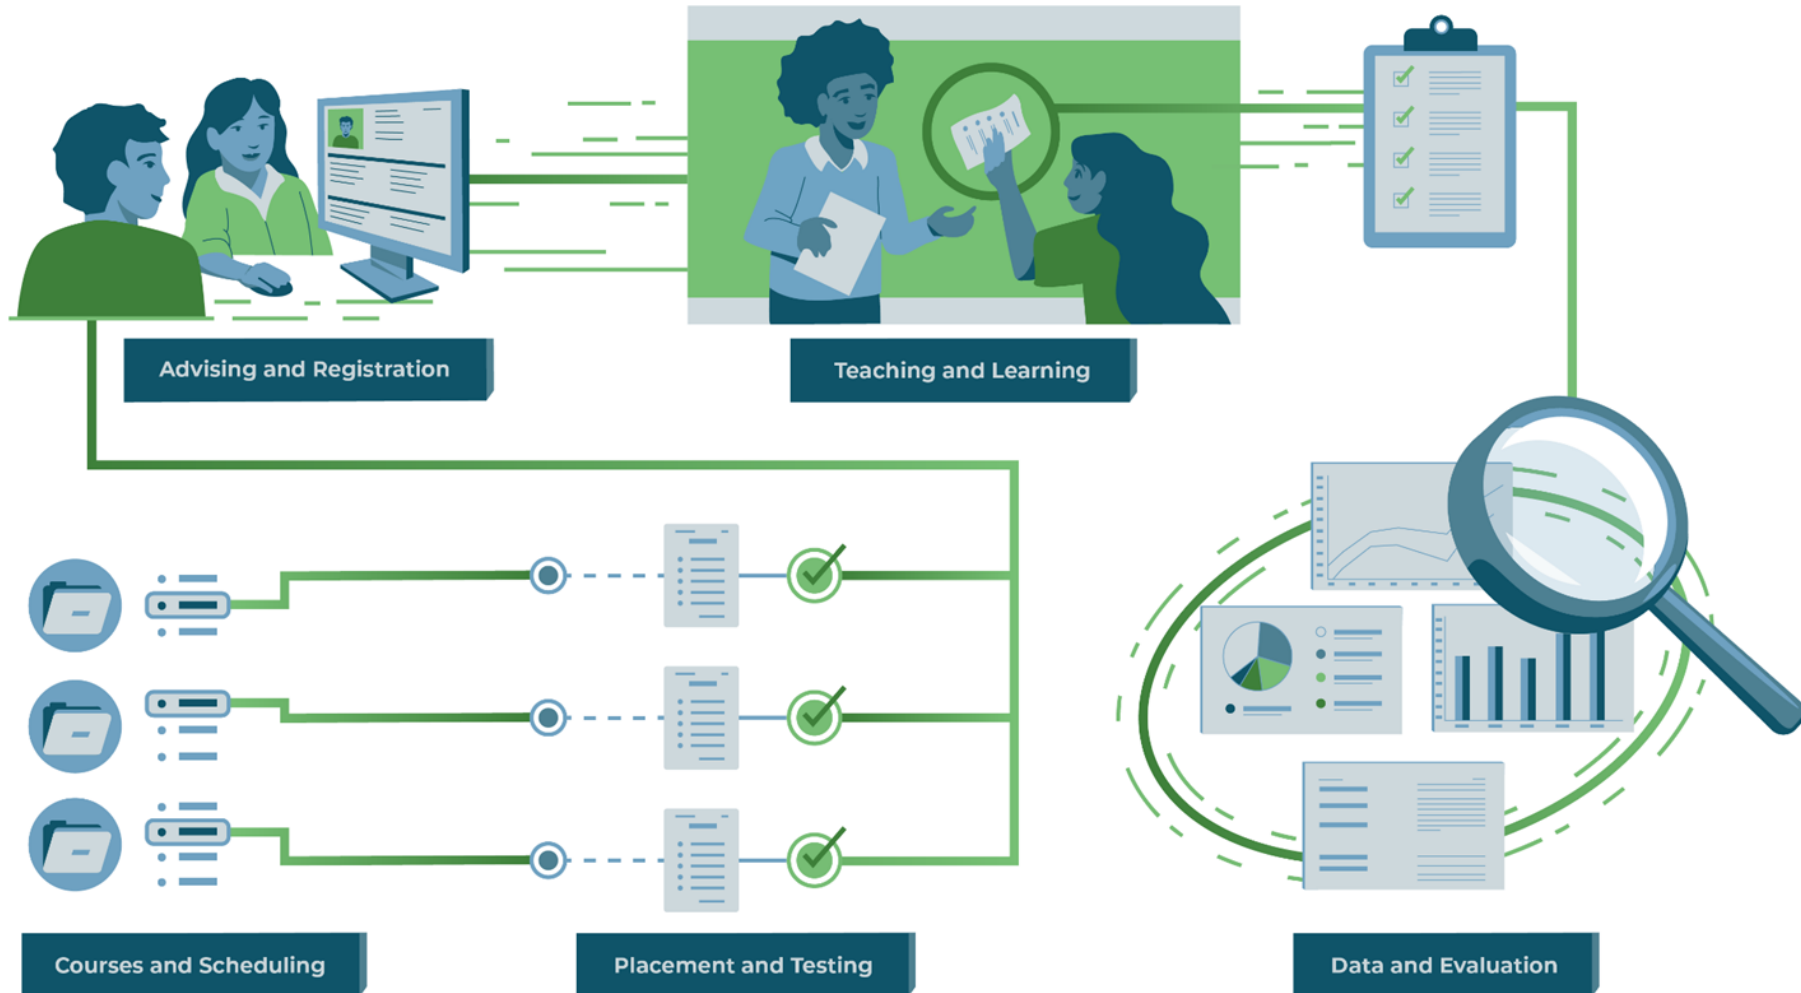 Advising and Registration
Teaching and Learning
Courses and Scheduling
Placement and Testing
Data and Evaluation